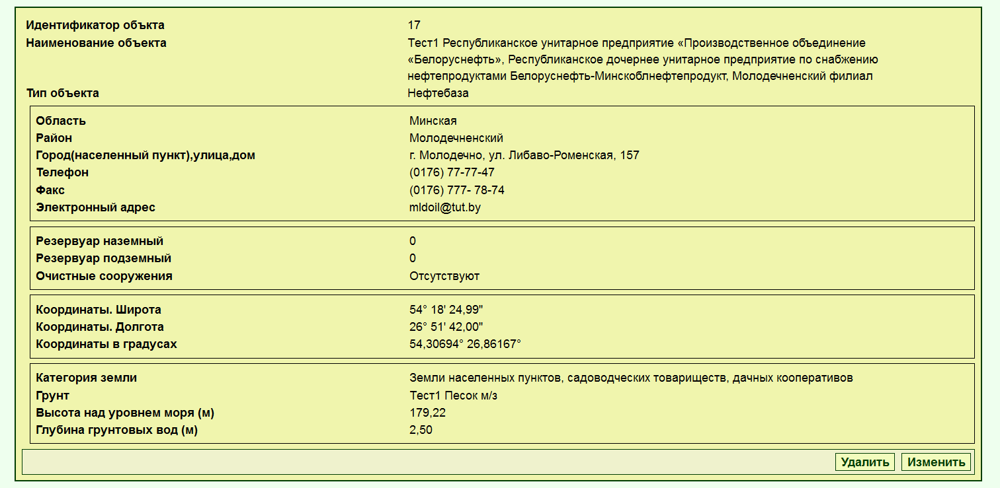 Идентификатор объкта 17
Наименование объекта Тест1 Республиканское унитарное предприятие «Производственное объединение
«Белоруснефть», Республиканское дочернее унитарное предприятие по снабжению
нефтепродуктами Белоруснефть-Минскоблнефтепродукт, Молодечненский филиал
Тип объекта Нефтебаза
Область Минская
Район Молодечненский
Город(населенный пункт),улица,дом г. Молодечно, ул. Либаво-Роменская, 157
Телефон (0176) 77-77-47
Факс (0176) 777- 78-74
Электронный адрес mldoil@tut.by
Резервуар наземный 0
Резервуар подземный 0
Очистные сооружения Отсутствуют
Координаты. Широта 54° 18' 24,99"
Координаты. Долгота 26° 51' 42,00"
Координаты в градусах 54,30694° 26,86167°
Категория земли Земли населенных пунктов, садоводческих товариществ, дачных кооперативов
Грунт Тест1 Песок м/з
Высота над уровнем моря (м) 179,22
Глубина грунтовых вод (м) 2,50
Удалить Изменить